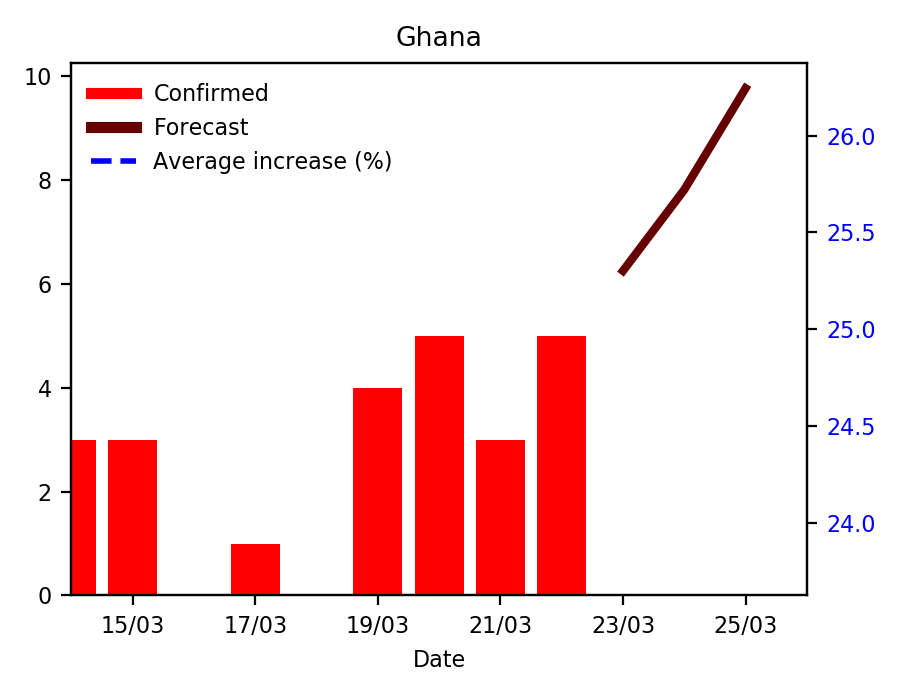 Ghana
Confirmed
Forecast
Average increase (%)
10
8
6
4
2
0
26.0
25.5
25.0
24.5
24.0
15/03 17/03 19/03 21/03 23/03 25/03
Date